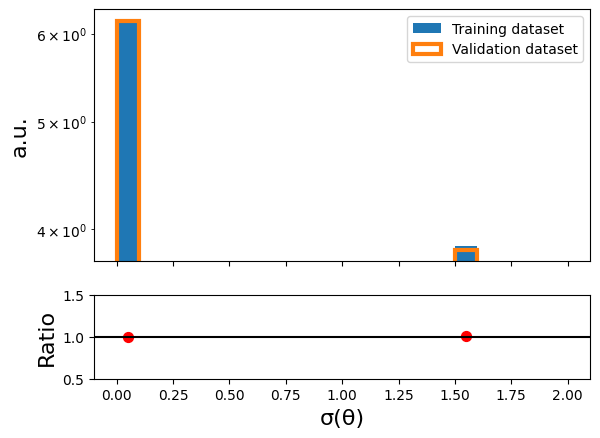 Training dataset
Validation dataset
6 × 10⁰
5 × 10⁰
4 × 10⁰
a.u.
1.5
1.0
0.5
Ratio
0.00 0.25 0.50 0.75 1.00 1.25 1.50 1.75 2.00
σ(θ)